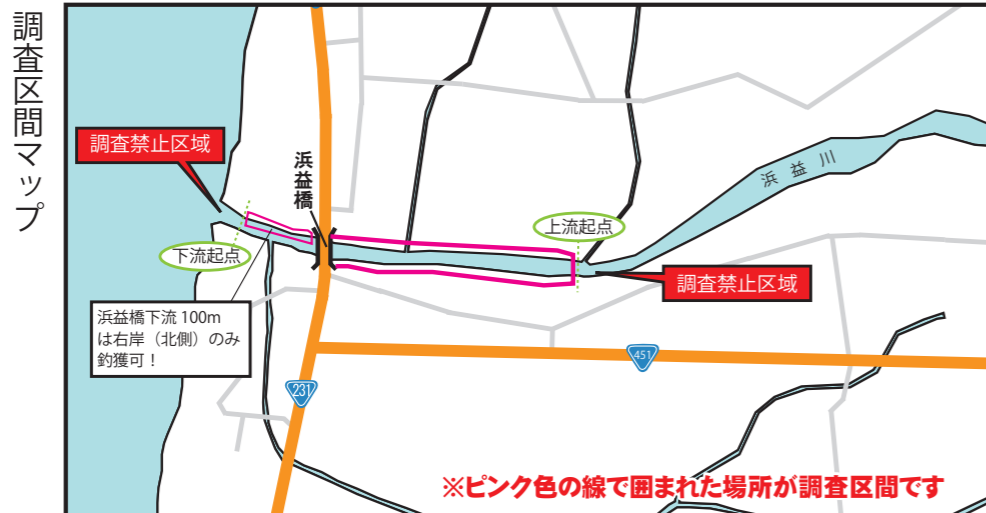 調査区間マップ
調査禁止区域
浜益橋
浜益川
上流起点
下流起点
調査禁止区域
浜益橋下流 100m
は右岸（北側）のみ
釣獲可！
451
231
※ピンク色の線で囲まれた場所が調査区間です